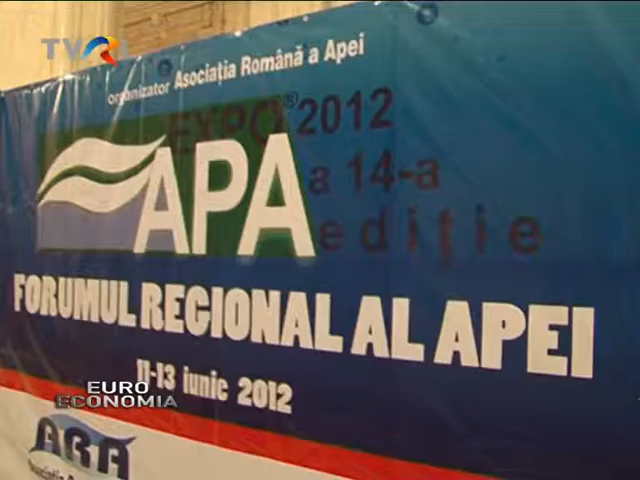 TVR
organizator Asociația Română a Apei
EXPO® 2012
APA a 14-a
ediție
FORUMUL REGIONAL AL APEI
11-13 iunie 2012
EURO
ECONOMIA
ARA